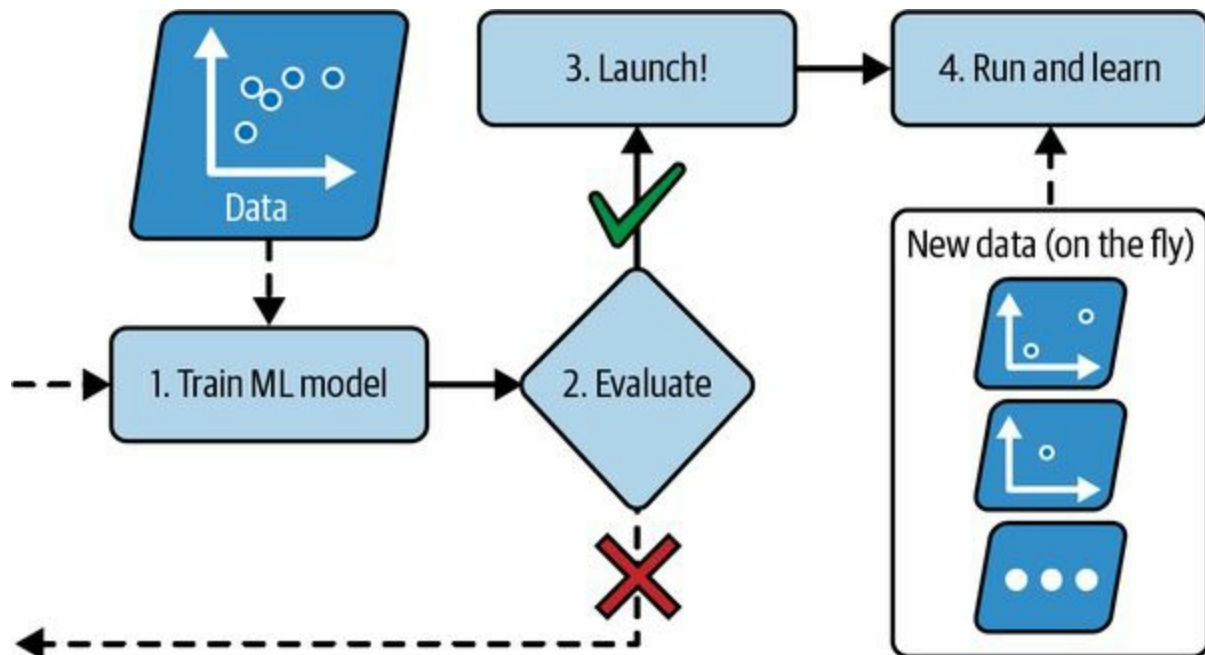 Data
1. Train ML model
2. Evaluate
3. Launch!
4. Run and learn
New data (on the fly)